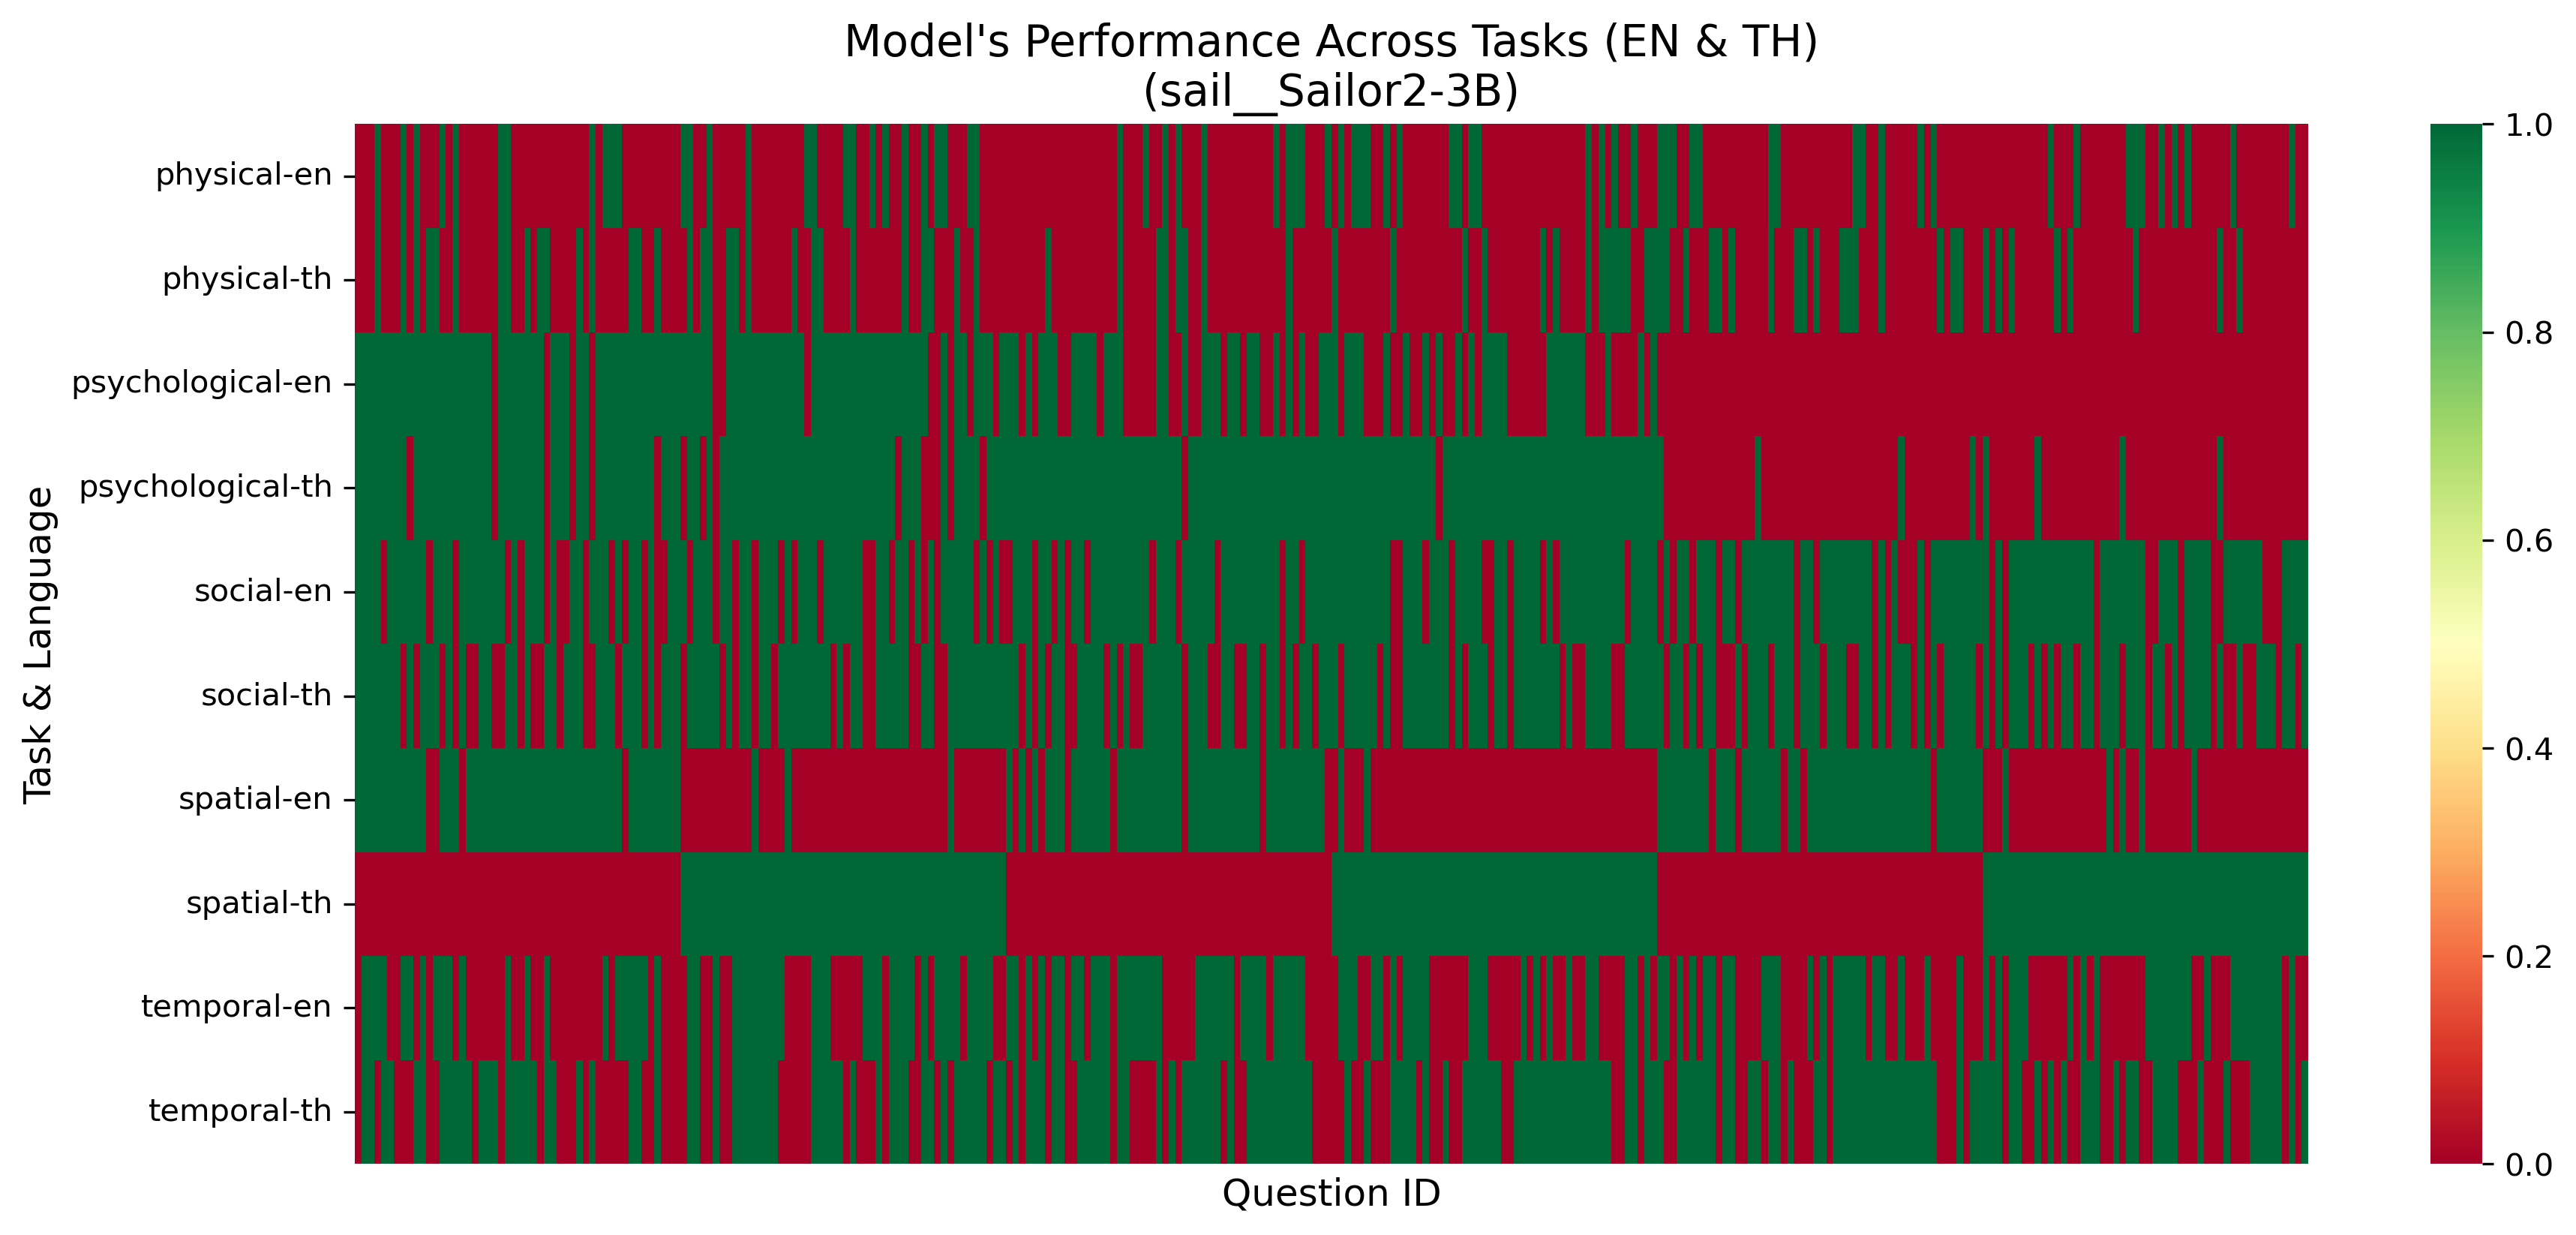 Model's Performance Across Tasks (EN & TH)
(sail__Sailor2-3B)
Task & Language
physical-en
physical-th
psychological-en
psychological-th
social-en
social-th
spatial-en
spatial-th
temporal-en
temporal-th
Question ID
1.0
0.8
0.6
0.4
0.2
0.0